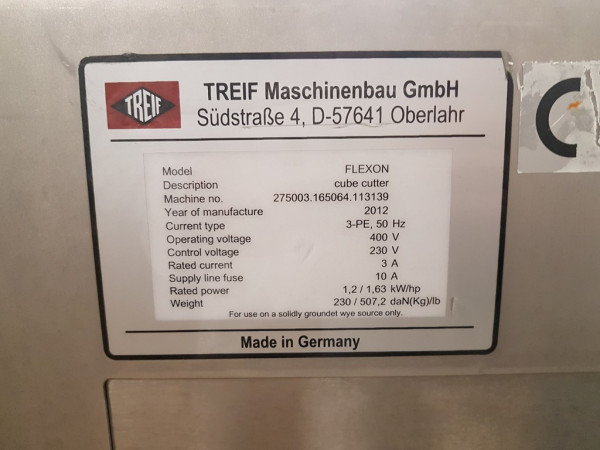 TREIF
TREIF Maschinenbau GmbH
Südstraße 4, D-57641 Oberlahr
Model FLEXON
Description cube cutter
Machine no. 275003.165064.113139
Year of manufacture 2012
Current type 3-PE, 50 Hz
Operating voltage 400 V
Control voltage 230 V
Rated current 3 A
Supply line fuse 10 A
Rated power 1,2 / 1,63 kW/hp
Weight 230 / 507,2 daN(Kg)/lb
For use on a solidly groundet wye source only.
Made in Germany